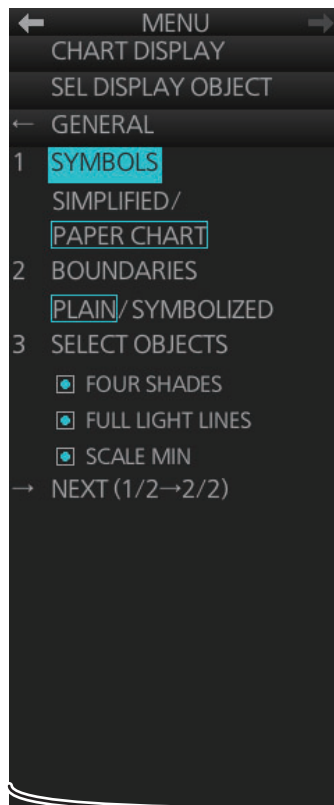 ← MENU →
CHART DISPLAY
SEL DISPLAY OBJECT
← GENERAL
1 SYMBOLS
SIMPLIFIED/
PAPER CHART
2 BOUNDARIES
PLAIN/SYMBOLIZED
3 SELECT OBJECTS
FOUR SHADES
FULL LIGHT LINES
SCALE MIN
→ NEXT (1/2→2/2)